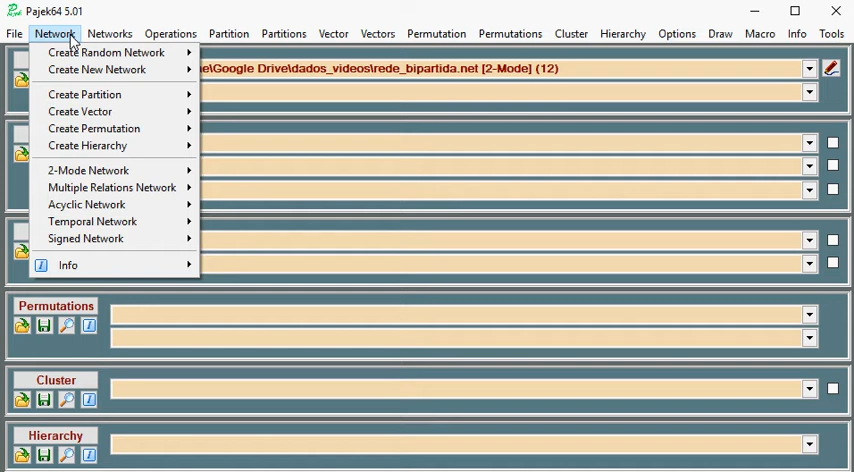 Pajek
Pajek64 5.01
File Network Networks Operations Partition Partitions Vector Vectors Permutation Permutations Cluster Hierarchy Options Draw Macro Info Tools
Create Random Network
Create New Network
e\Google Drive\dados_videos\rede_bipartida.net [2-Mode] (12)
Create Partition
Create Vector
Create Permutation
Create Hierarchy
2-Mode Network
Multiple Relations Network
Acyclic Network
Temporal Network
Signed Network
i Info
Permutations
i
Cluster
i
Hierarchy
i